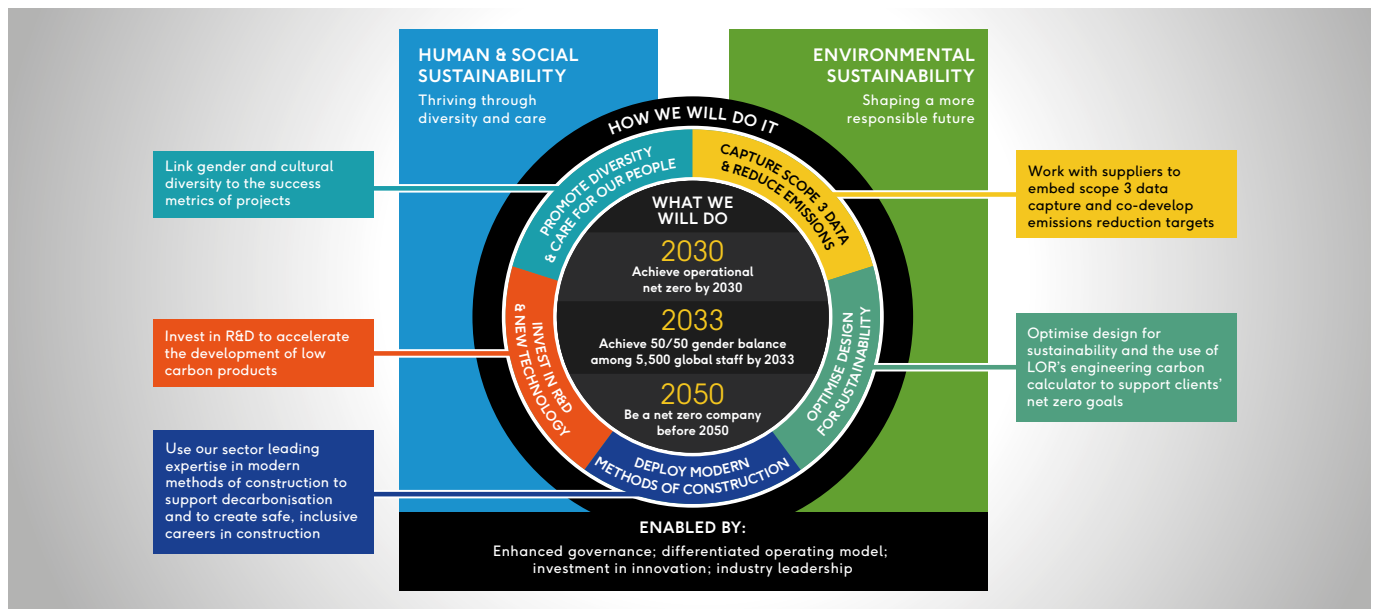 HUMAN & SOCIAL
SUSTAINABILITY
Thriving through
diversity and care
ENVIRONMENTAL
SUSTAINABILITY
Shaping a more
responsible future
HOW WE WILL DO IT
PROMOTE DIVERSITY
& CARE FOR OUR PEOPLE
CAPTURE SCOPE 3 DATA
& REDUCE EMISSIONS
OPTIMISE DESIGN
FOR SUSTAINABILITY
DEPLOY MODERN
METHODS OF CONSTRUCTION
INVEST IN R&D
& NEW TECHNOLOGY
WHAT WE
WILL DO
2030
Achieve operational
net zero by 2030
2033
Achieve 50/50 gender balance
among 5,500 global staff by 2033
2050
Be a net zero company
before 2050
Link gender and cultural
diversity to the success
metrics of projects
Invest in R&D to accelerate
the development of low
carbon products
Use our sector leading
expertise in modern
methods of construction to
support decarbonisation
and to create safe, inclusive
careers in construction
Work with suppliers to
embed scope 3 data
capture and co-develop
emissions reduction targets
Optimise design for
sustainability and the use of
LOR's engineering carbon
calculator to support clients'
net zero goals
ENABLED BY:
Enhanced governance; differentiated operating model;
investment in innovation; industry leadership